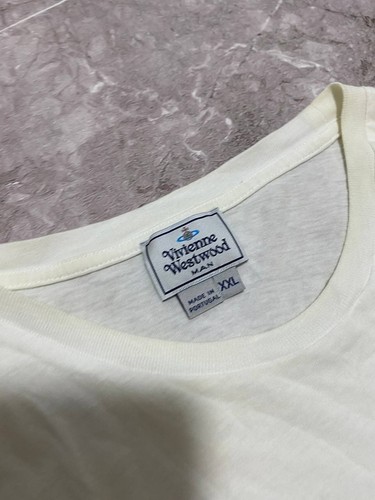 Vivienne
Westwood
MAN
MADE IN
PORTUGAL
XXL